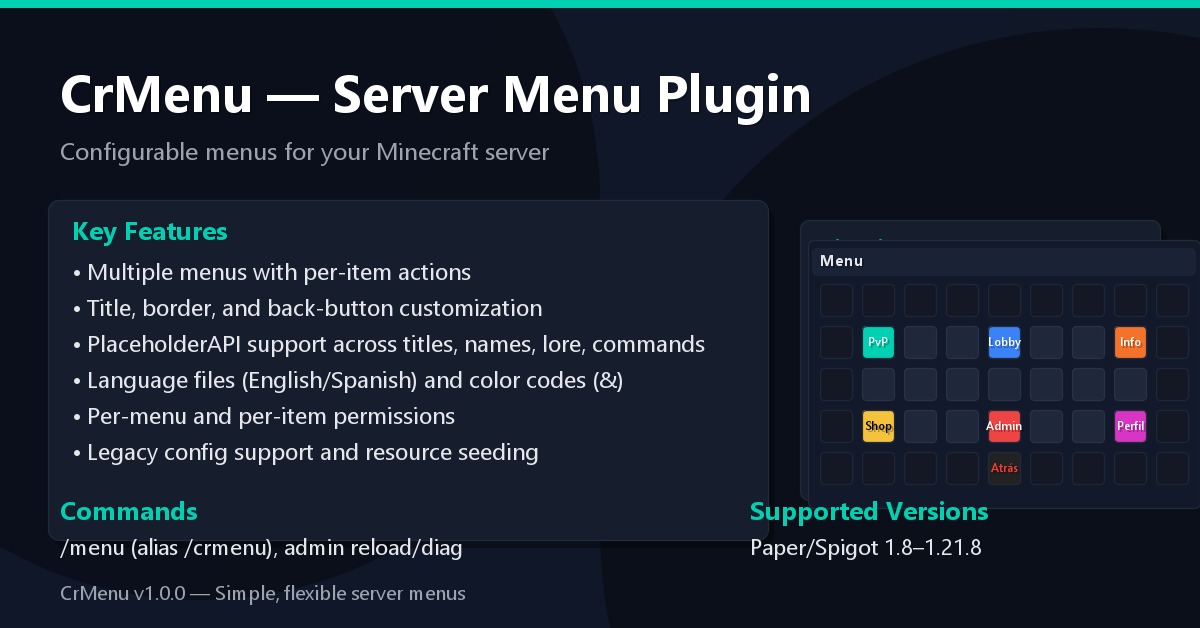 CrMenu — Server Menu Plugin
Configurable menus for your Minecraft server
Key Features
• Multiple menus with per-item actions
• Title, border, and back-button customization
• PlaceholderAPI support across titles, names, lore, commands
• Language files (English/Spanish) and color codes (&)
• Per-menu and per-item permissions
• Legacy config support and resource seeding
Menu
PvP Lobby Info
Shop Admin Perfil
Atrás
Commands
/menu (alias /crmenu), admin reload/diag
Supported Versions
Paper/Spigot 1.8–1.21.8
CrMenu v1.0.0 — Simple, flexible server menus